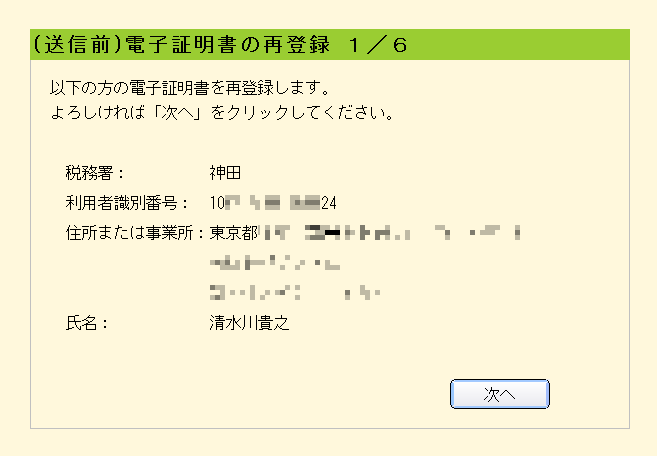 (送信前)電子証明書の再登録 1/6
以下の方の電子証明書を再登録します。
よろしければ「次へ」をクリックしてください。
税務署： 神田
利用者識別番号： 10 24
住所または事業所：東京都
氏名： 清水川貴之
次へ